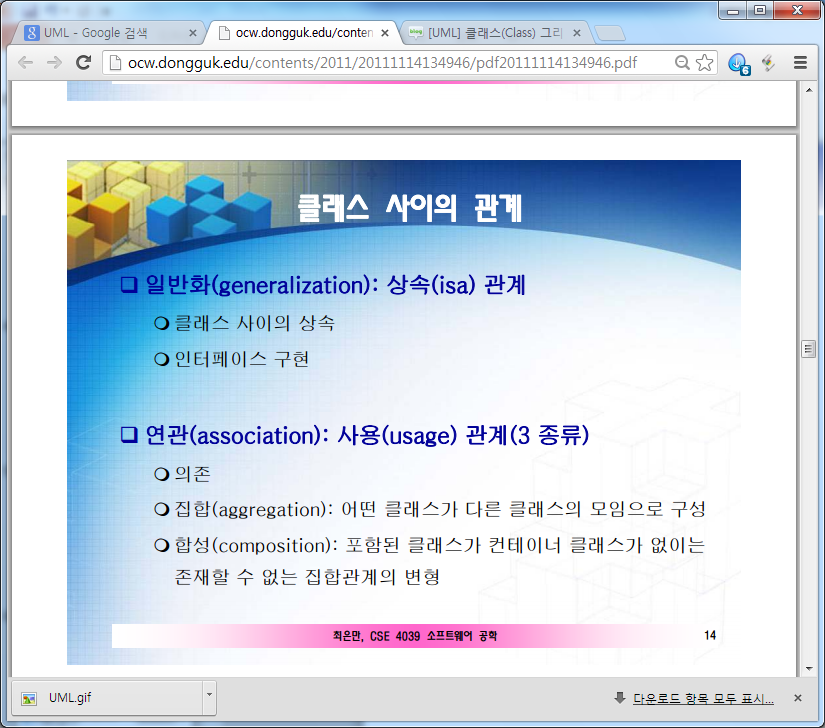 UML - Google 검색
ocw.dongguk.edu/conten
[UML] 클래스(Class) 그리
ocw.dongguk.edu/contents/2011/20111114134946/pdf20111114134946.pdf
6
클래스 사이의 관계
일반화(generalization): 상속(isa) 관계
클래스 사이의 상속
인터페이스 구현
연관(association): 사용(usage) 관계(3 종류)
의존
집합(aggregation): 어떤 클래스가 다른 클래스의 모임으로 구성
합성(composition): 포함된 클래스가 컨테이너 클래스가 없이는
존재할 수 없는 집합관계의 변형
최은만, CSE 4039 소프트웨어 공학
14
UML.gif
다운로드 항목 모두 표시...